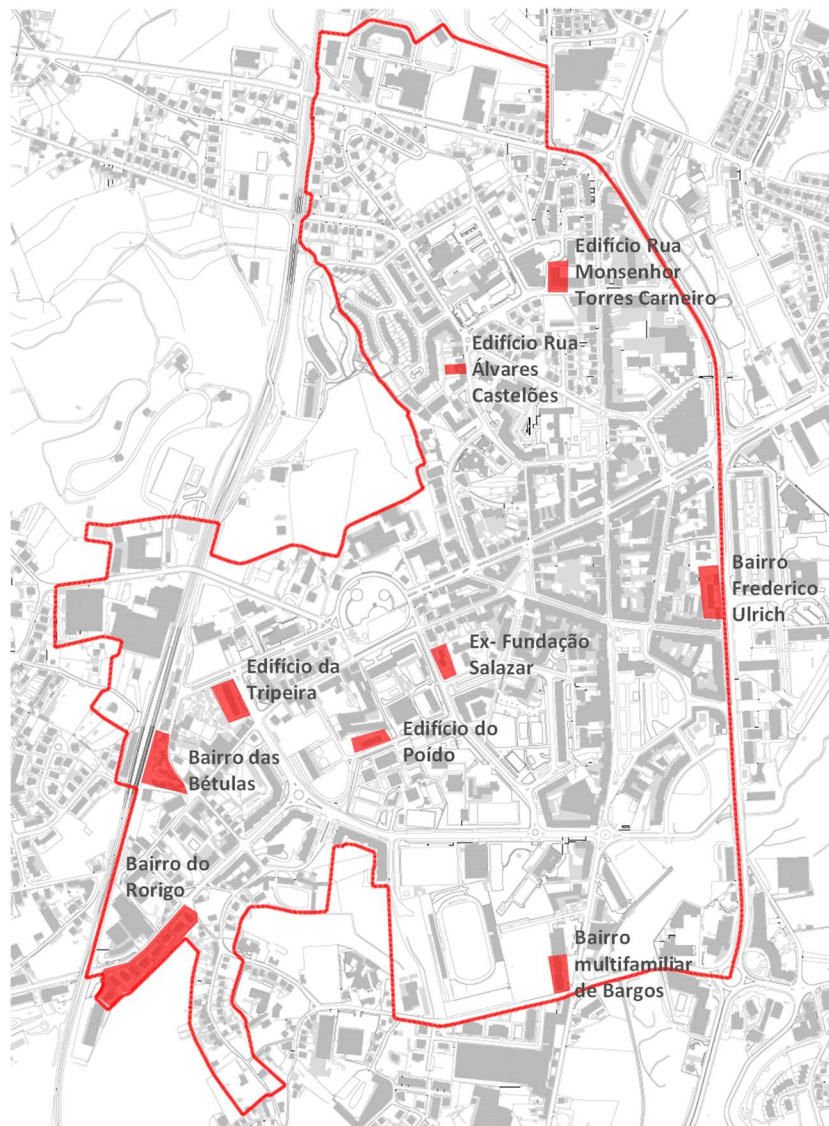 Edifício Rua
Monsenhor
Torres Carneiro
Edifício Rua
Álvares
Castelões
Bairro
Frederico
Ulrich
Ex- Fundação
Salazar
Edifício da
Tripeira
Edifício do
Poído
Bairro das
Bétulas
Bairro do
Rorigo
Bairro
multifamiliar
de Bargos